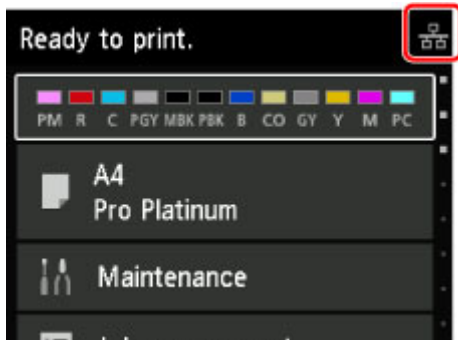 Ready to print.
PM R C PGY MBK PBK B CO GY Y M PC
A4
Pro Platinum
Maintenance